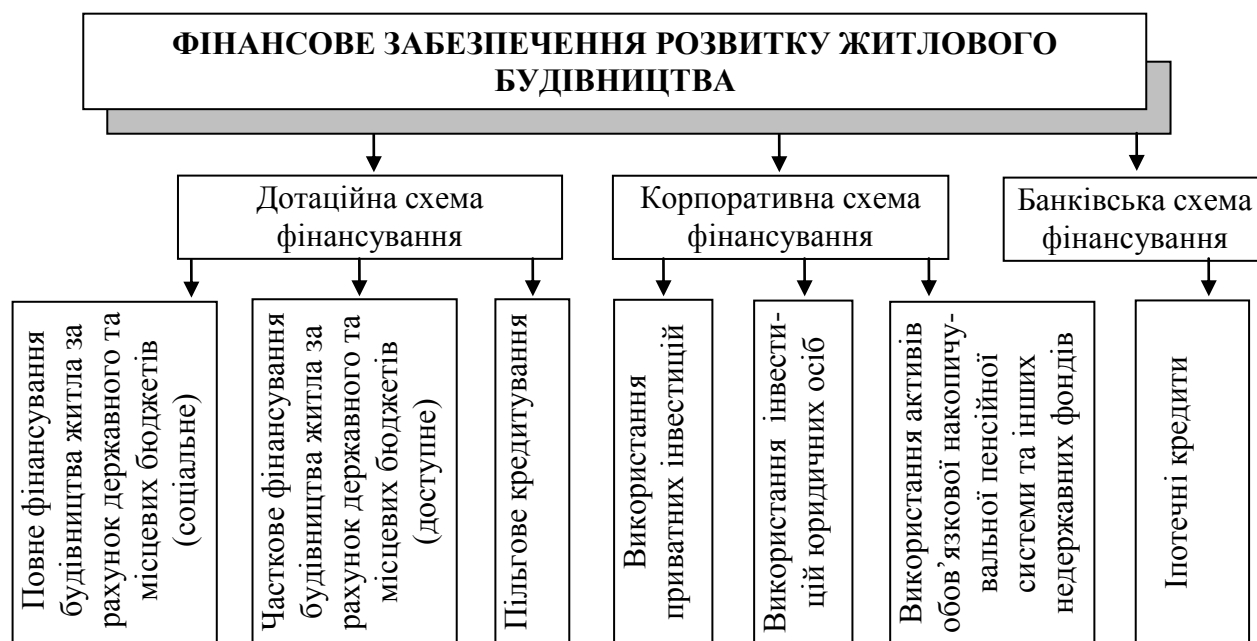 ФІНАНСОВЕ ЗАБЕЗПЕЧЕННЯ РОЗВИТКУ ЖИТЛОВОГО
БУДІВНИЦТВА
Дотаційна схема
фінансування
Корпоративна схема
фінансування
Банківська схема
фінансування
Повне фінансування
будівництва житла за
рахунок державного та
місцевих бюджетів
(соціальне)
Часткове фінансування
будівництва житла за
рахунок державного та
місцевих бюджетів
(доступне)
Пільгове кредитування
Використання
приватних інвестицій
Використання інвести-
цій юридичних осіб
Використання активів
обов’язкової накопичу-
вальної пенсійної
системи та інших
недержавних фондів
Іпотечні кредити